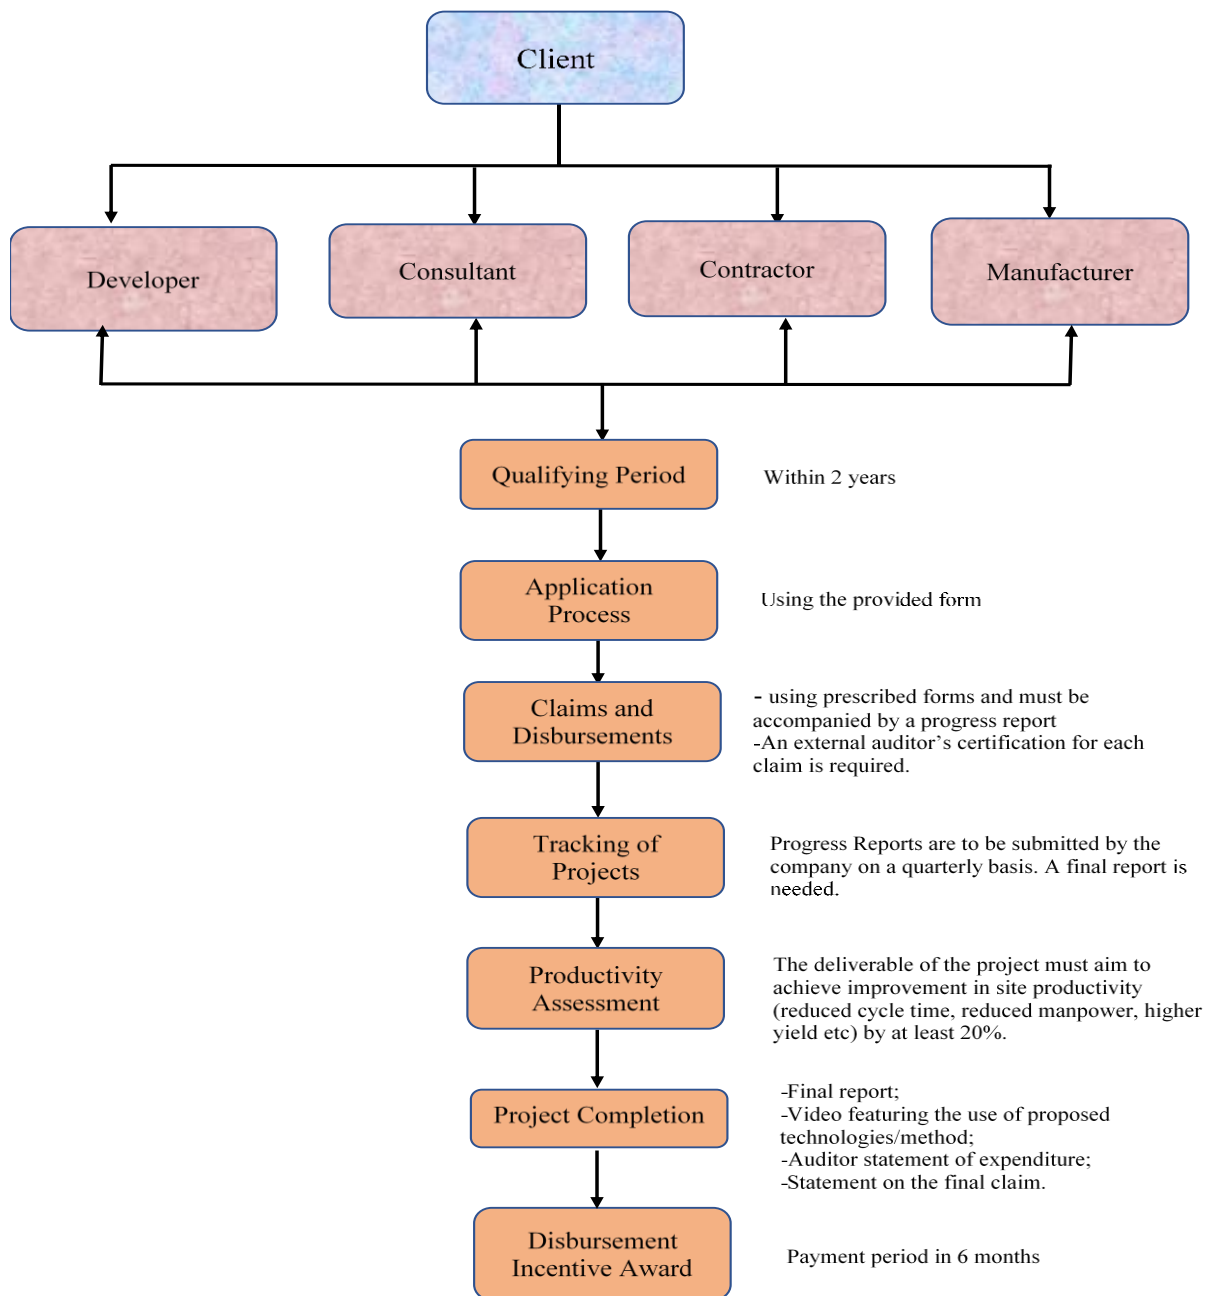 Client
Developer
Consultant
Contractor
Manufacturer
Qualifying Period
Within 2 years
Application
Process
Using the provided form
Claims and
Disbursements
- using prescribed forms and must be
accompanied by a progress report
-An external auditor’s certification for each
claim is required.
Tracking of
Projects
Progress Reports are to be submitted by the
company on a quarterly basis. A final report is
needed.
Productivity
Assessment
The deliverable of the project must aim to
achieve improvement in site productivity
(reduced cycle time, reduced manpower, higher
yield etc) by at least 20%.
Project Completion
-Final report;
-Video featuring the use of proposed
technologies/method;
-Auditor statement of expenditure;
-Statement on the final claim.
Disbursement
Incentive Award
Payment period in 6 months